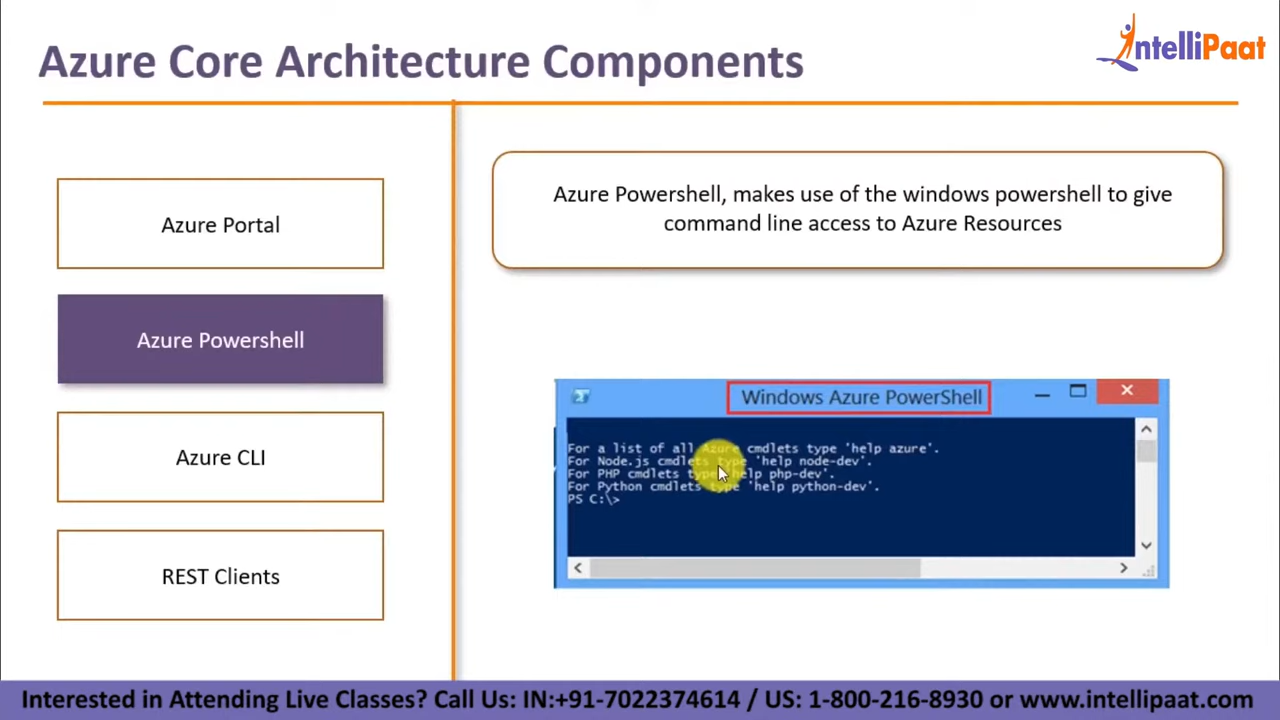 Azure Core Architecture Components
IntelliPaat
Azure Portal
Azure Powershell
Azure CLI
REST Clients
Azure Powershell, makes use of the windows powershell to give
command line access to Azure Resources
Windows Azure PowerShell
For a list of all Azure cmdlets type 'help azure'.
For Node.js cmdlets type 'help node-dev'.
For PHP cmdlets type 'help php-dev'.
For Python cmdlets type 'help python-dev'.
PS C:\>
Interested in Attending Live Classes? Call Us: IN:+91-7022374614 / US: 1-800-216-8930 or www.intellipaat.com